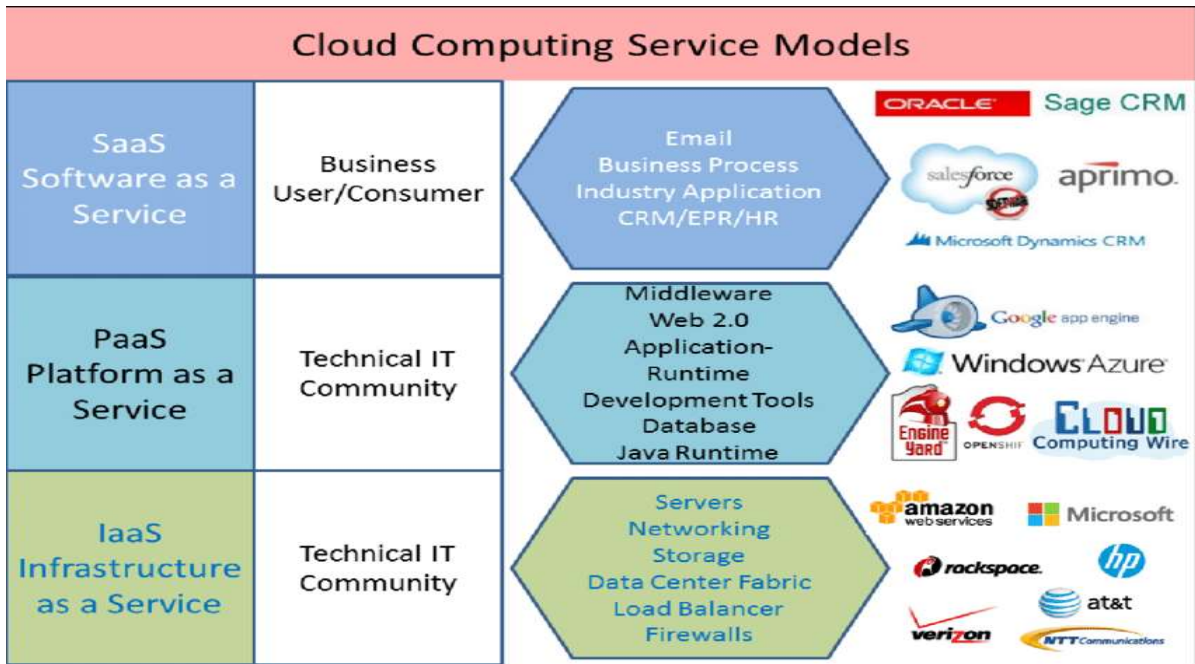 Cloud Computing Service Models
SaaS
Software as a
Service
Business
User/Consumer
Email
Business Process
Industry Application
CRM/EPR/HR
ORACLE
Sage CRM
salesforce
SOFTWARE
aprimo.
Microsoft Dynamics CRM
PaaS
Platform as a
Service
Technical IT
Community
Middleware
Web 2.0
Application-
Runtime
Development Tools
Database
Java Runtime
Google app engine
Windows Azure
Engine
Yard
OPENSHIF
CLOUD
Computing Wire
IaaS
Infrastructure
as a Service
Technical IT
Community
Servers
Networking
Storage
Data Center Fabric
Load Balancer
Firewalls
amazon
web services
Microsoft
rackspace.
hp
at&t
verizon
NTT Communications